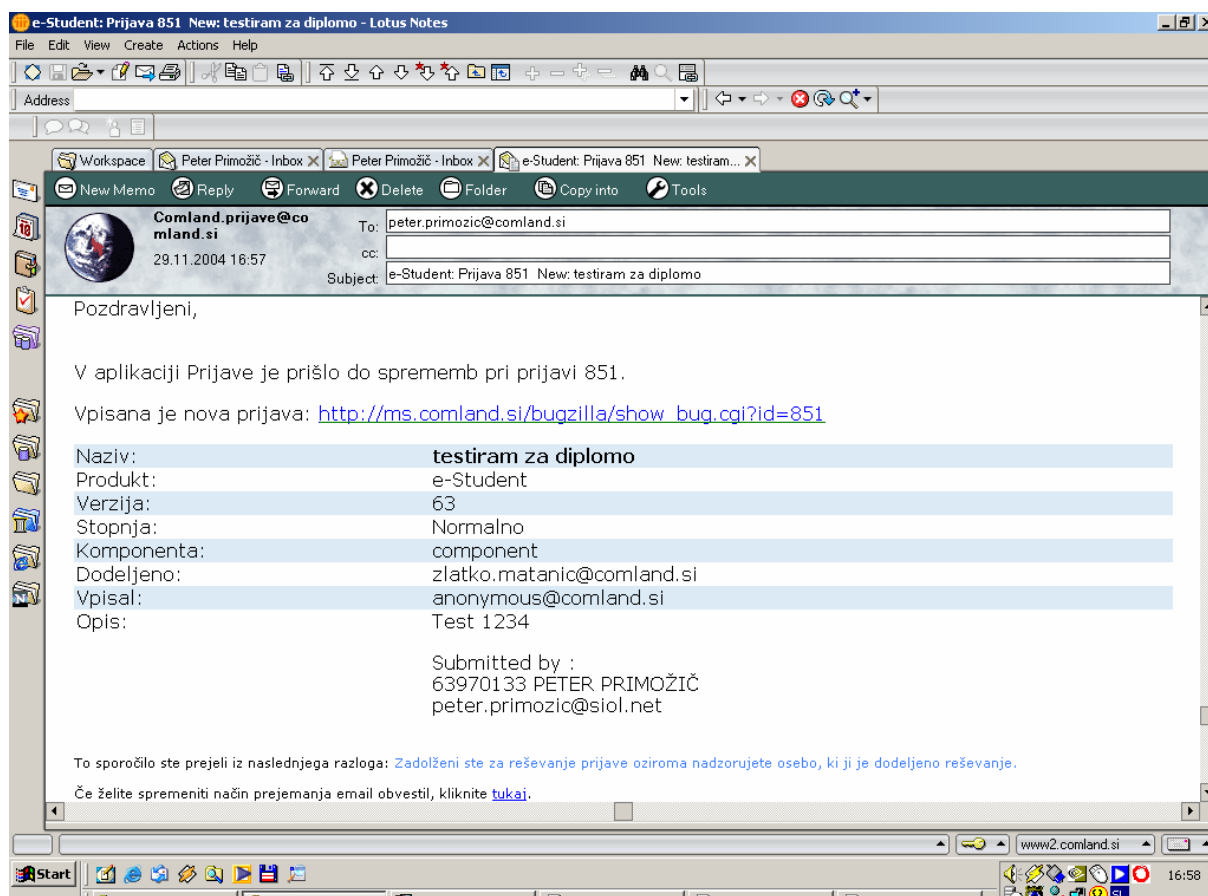 e-Student: Prijava 851  New: testiram za diplomo - Lotus Notes
File Edit View Create Actions Help
Address
Workspace Peter Primožič - Inbox Peter Primožič - Inbox e-Student: Prijava 851  New: testiram...
New Memo Reply Forward Delete Folder Copy into Tools
Comland.prijave@co
mland.si
29.11.2004 16:57
To: peter.primozic@comland.si
cc:
Subject: e-Student: Prijava 851  New: testiram za diplomo
Pozdravljeni,
V aplikaciji Prijave je prišlo do sprememb pri prijavi 851.
Vpisana je nova prijava: http://ms.comland.si/bugzilla/show_bug.cgi?id=851
Naziv: testiram za diplomo
Produkt: e-Student
Verzija: 63
Stopnja: Normalno
Komponenta: component
Dodeljeno: zlatko.matanic@comland.si
Vpisal: anonymous@comland.si
Opis: Test 1234
Submitted by :
63970133 PETER PRIMOŽIČ
peter.primozic@siol.net
To sporočilo ste prejeli iz naslednjega razloga: Zadolženi ste za reševanje prijave oziroma nadzorujete osebo, ki ji je dodeljeno reševanje.
Če želite spremeniti način prejemanja email obvestil, kliknite tukaj.
www2.comland.si
Start 16:58
SL